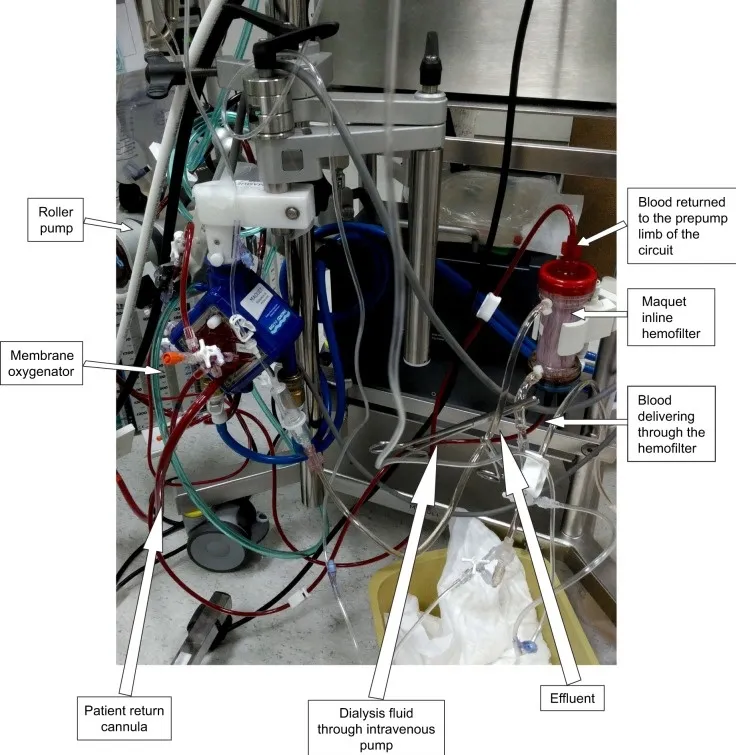 Roller
pump
Membrane
oxygenator
Patient return
cannula
Dialysis fluid
through intravenous
pump
Effluent
Blood
delivering
through the
hemofilter
Maquet
inline
hemofilter
Blood returned
to the prepump
limb of the
circuit